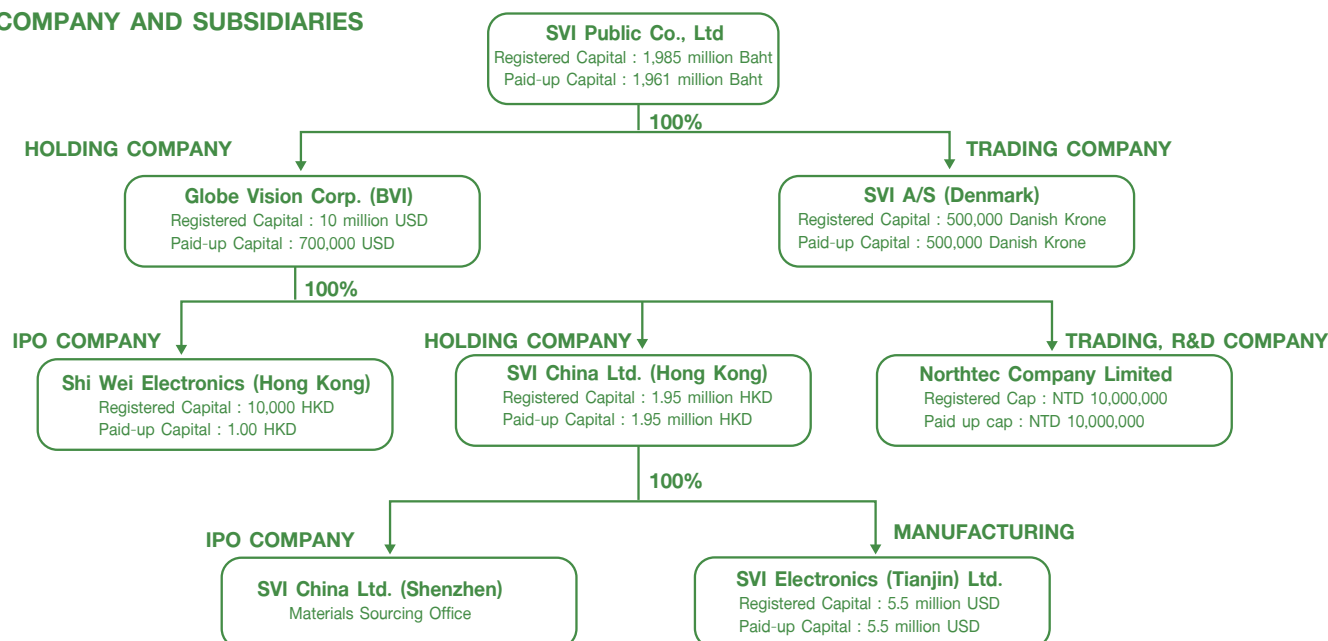 COMPANY AND SUBSIDIARIES
SVI Public Co., Ltd
Registered Capital : 1,985 million Baht
Paid-up Capital : 1,961 million Baht
100%
HOLDING COMPANY
TRADING COMPANY
Globe Vision Corp. (BVI)
Registered Capital : 10 million USD
Paid-up Capital : 700,000 USD
SVI A/S (Denmark)
Registered Capital : 500,000 Danish Krone
Paid-up Capital : 500,000 Danish Krone
100%
IPO COMPANY
HOLDING COMPANY
TRADING, R&D COMPANY
Shi Wei Electronics (Hong Kong)
Registered Capital : 10,000 HKD
Paid-up Capital : 1.00 HKD
SVI China Ltd. (Hong Kong)
Registered Capital : 1.95 million HKD
Paid-up Capital : 1.95 million HKD
Northtec Company Limited
Registered Cap : NTD 10,000,000
Paid up cap : NTD 10,000,000
100%
IPO COMPANY
MANUFACTURING
SVI China Ltd. (Shenzhen)
Materials Sourcing Office
SVI Electronics (Tianjin) Ltd.
Registered Capital : 5.5 million USD
Paid-up Capital : 5.5 million USD